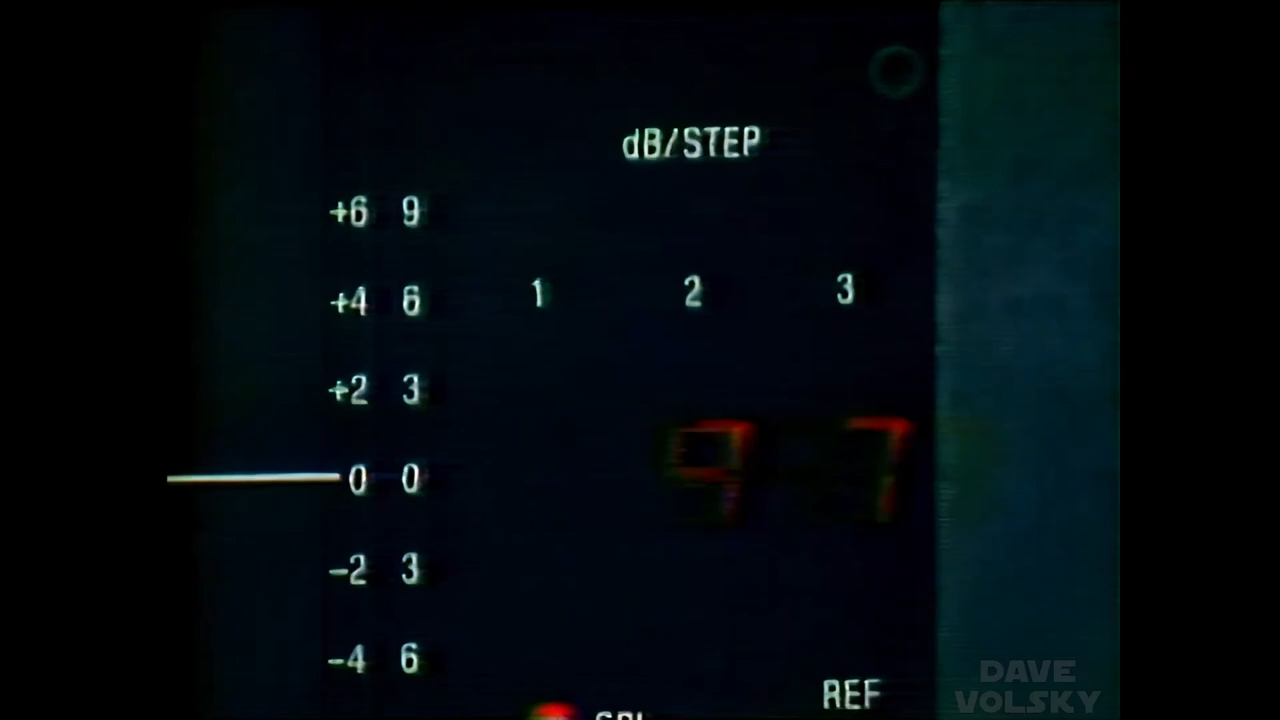 dB/STEP
+6 9
1 2 3
+4 6
+2 3
97
0 0
-2 3
-4 6
REF
DAVE
VOLSKY